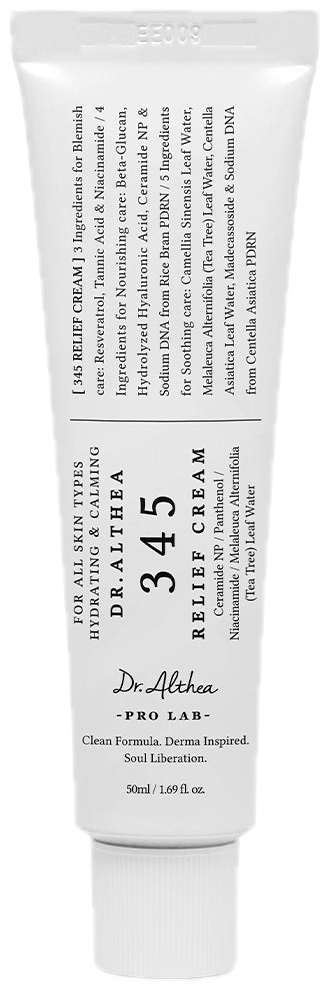 EE009
[ 345 RELIEF CREAM ] 3 Ingredients for Blemish
care: Resveratrol, Tannic Acid & Niacinamide / 4
Ingredients for Nourishing care: Beta-Glucan,
Hydrolyzed Hyaluronic Acid, Ceramide NP &
Sodium DNA from Rice Bran PDRN / 5 Ingredients
for Soothing care: Camellia Sinensis Leaf Water,
Melaleuca Alternifolia (Tea Tree) Leaf Water, Centella
Asiatica Leaf Water, Madecassoside & Sodium DNA
from Centella Asiatica PDRN
FOR ALL SKIN TYPES
HYDRATING & CALMING
DR.ALTHEA
345
RELIEF CREAM
Ceramide NP / Panthenol /
Niacinamide / Melaleuca Alternifolia
(Tea Tree) Leaf Water
Dr.Althea
-PRO LAB-
Clean Formula. Derma Inspired.
Soul Liberation.
50ml / 1.69 fl. oz.